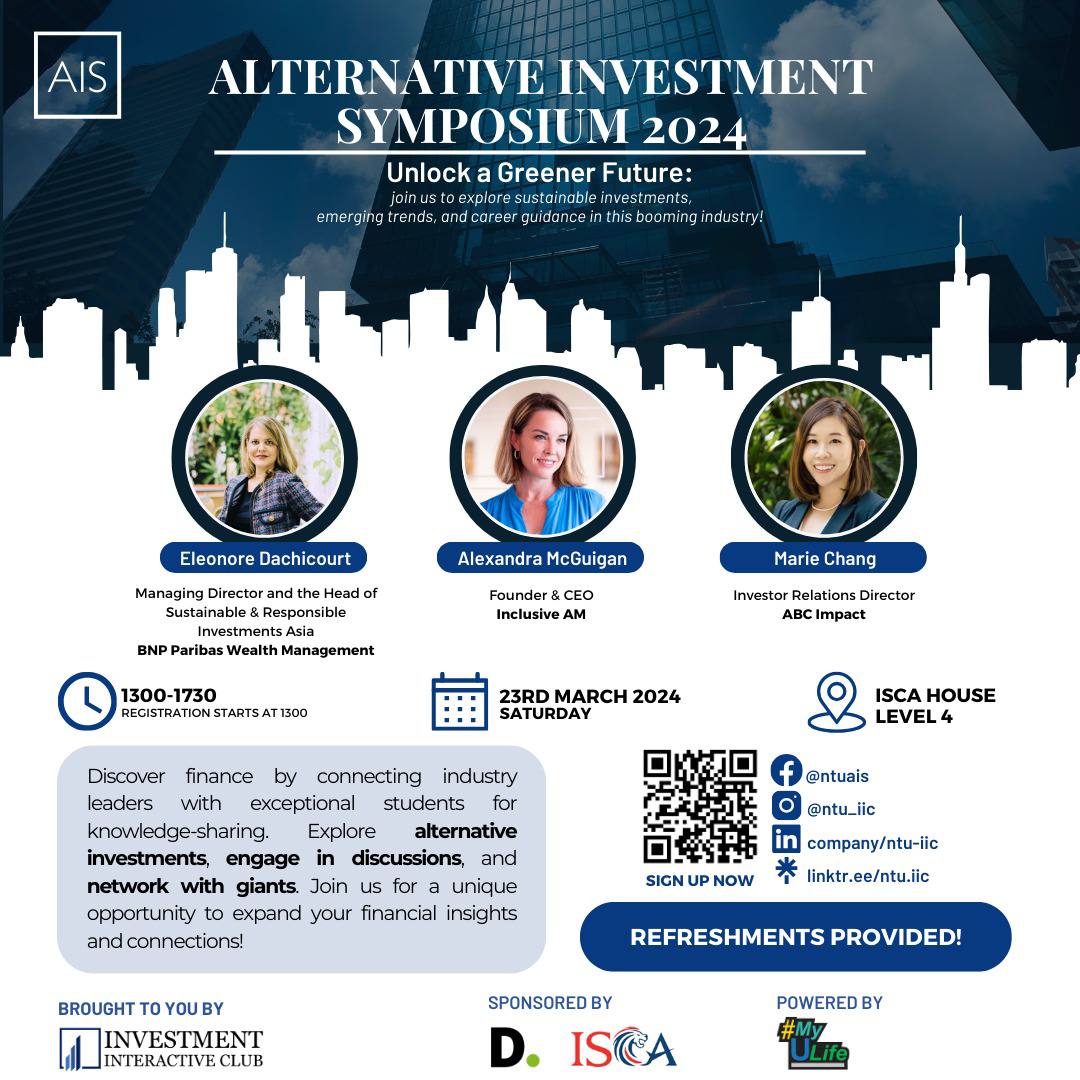 AIS
ALTERNATIVE INVESTMENT
SYMPOSIUM 2024
Unlock a Greener Future:
join us to explore sustainable investments,
emerging trends, and career guidance in this booming industry!
Eleonore Dachicourt
Managing Director and the Head of
Sustainable & Responsible
Investments Asia
BNP Paribas Wealth Management
Alexandra McGuigan
Founder & CEO
Inclusive AM
Marie Chang
Investor Relations Director
ABC Impact
1300-1730
REGISTRATION STARTS AT 1300
23RD MARCH 2024
SATURDAY
ISCA HOUSE
LEVEL 4
Discover finance by connecting industry
leaders with exceptional students for
knowledge-sharing. Explore alternative
investments, engage in discussions, and
network with giants. Join us for a unique
opportunity to expand your financial insights
and connections!
SIGN UP NOW
@ntuais
@ntu_iic
company/ntu-iic
linktr.ee/ntu.iic
REFRESHMENTS PROVIDED!
BROUGHT TO YOU BY
INVESTMENT
INTERACTIVE CLUB
SPONSORED BY
D.
ISCA
POWERED BY
#My
ULife